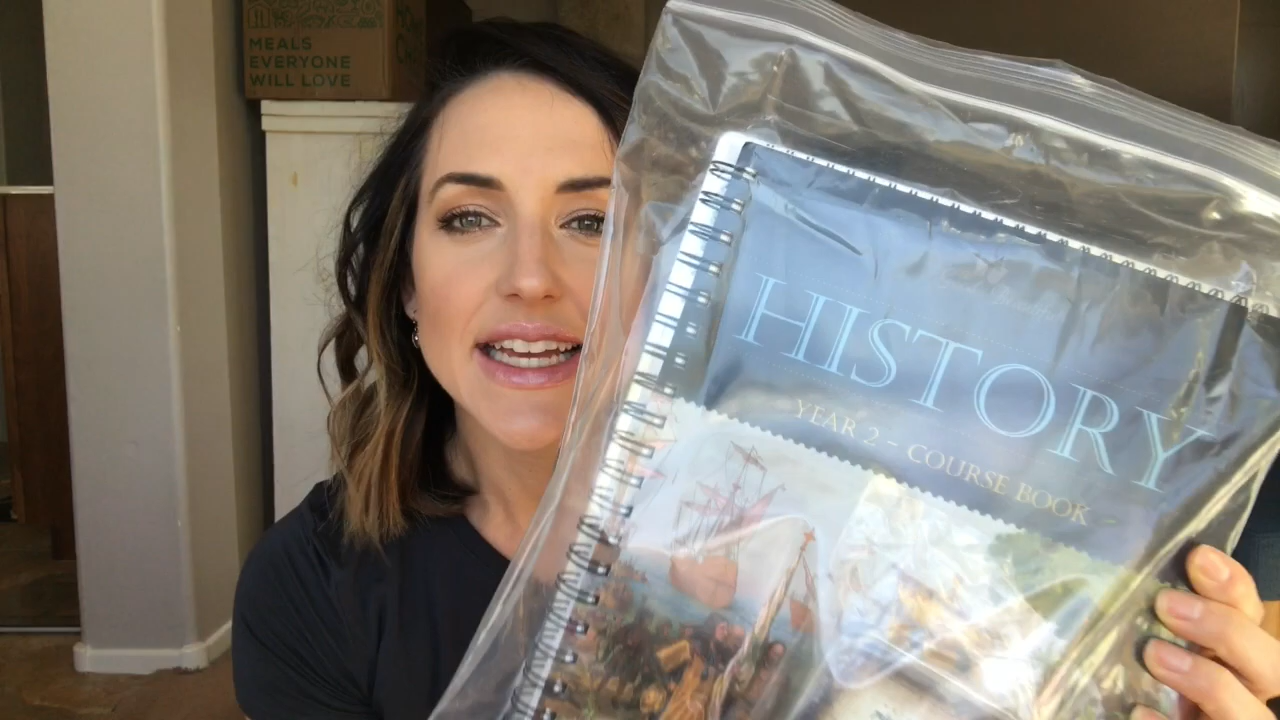 MEALS
EVERYONE
WILL LOVE
HISTORY
YEAR 2 - COURSE BOOK